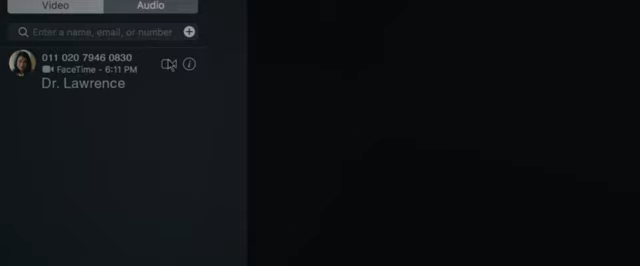 Video Audio
Enter a name, email, or number
011 020 7946 0830
FaceTime - 6:11 PM
Dr. Lawrence